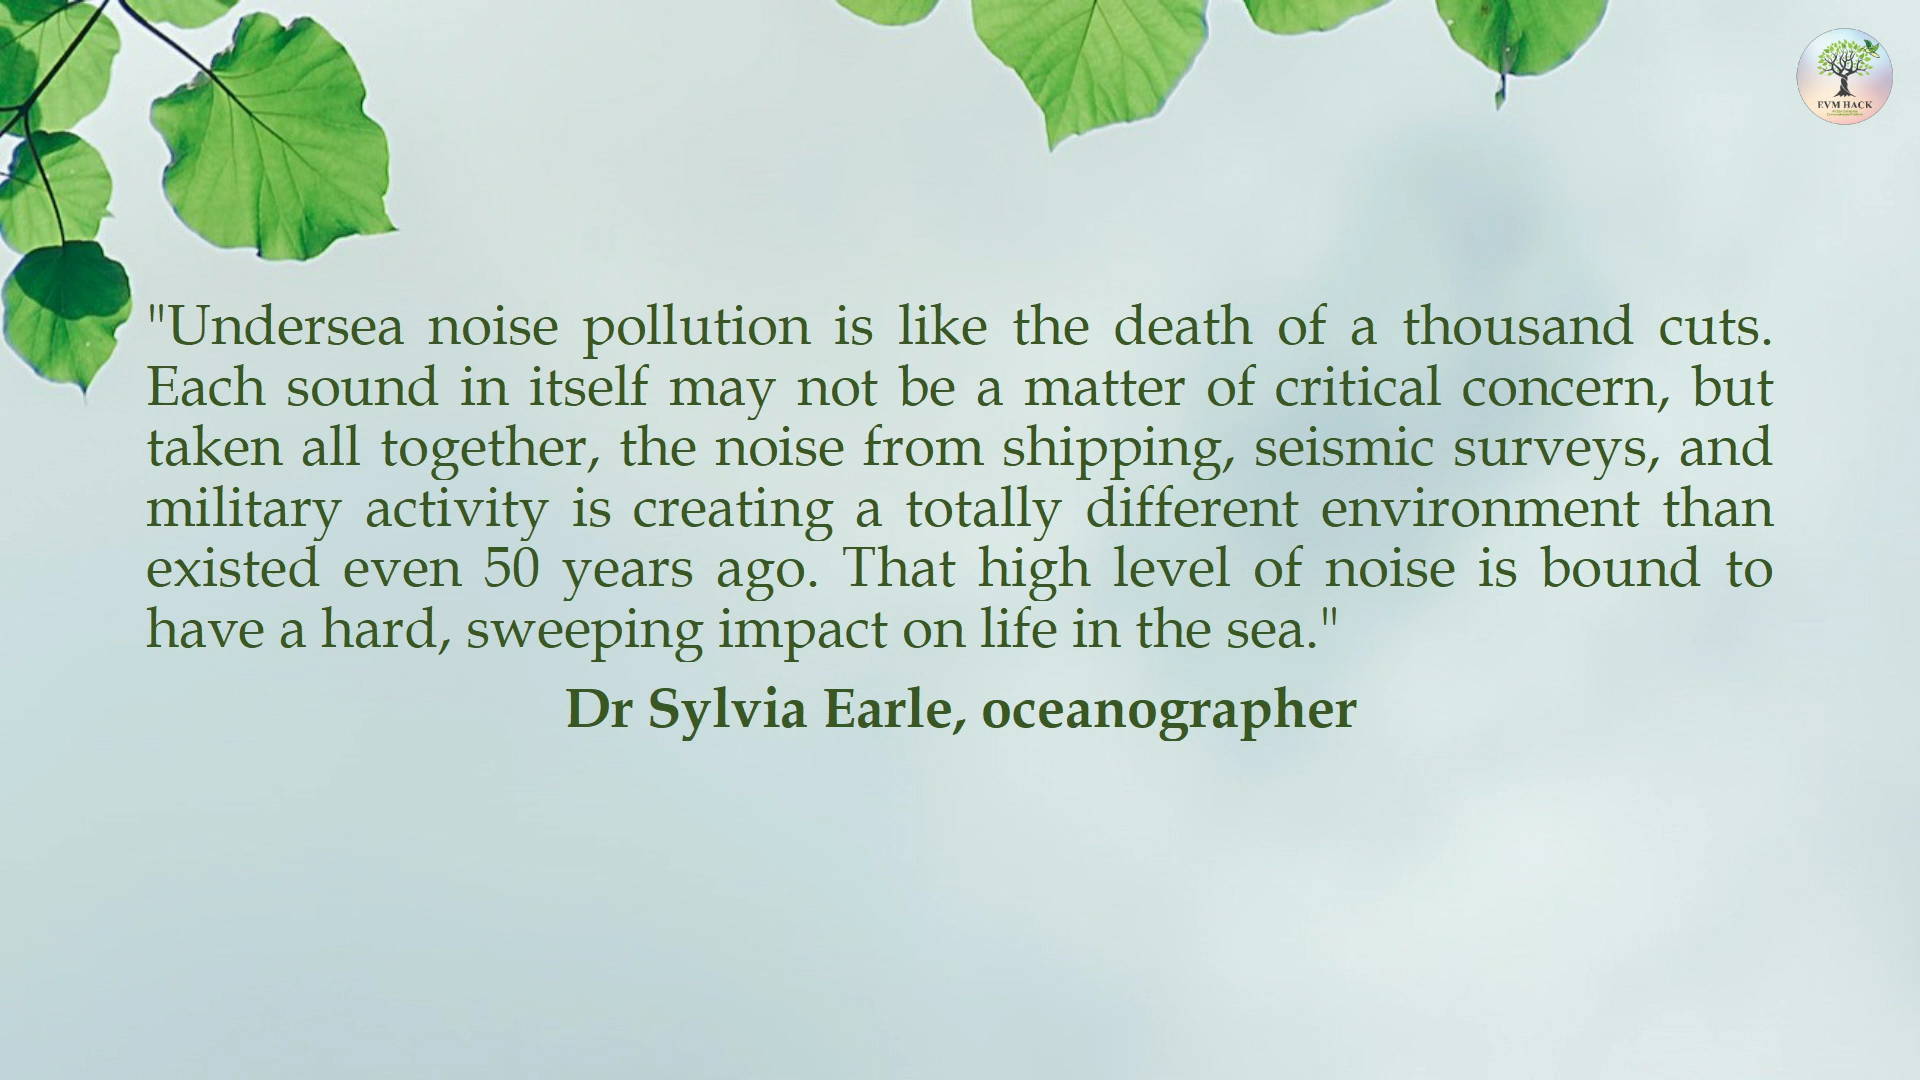 EVM HACK
"Undersea noise pollution is like the death of a thousand cuts.
Each sound in itself may not be a matter of critical concern, but
taken all together, the noise from shipping, seismic surveys, and
military activity is creating a totally different environment than
existed even 50 years ago. That high level of noise is bound to
have a hard, sweeping impact on life in the sea."
Dr Sylvia Earle, oceanographer